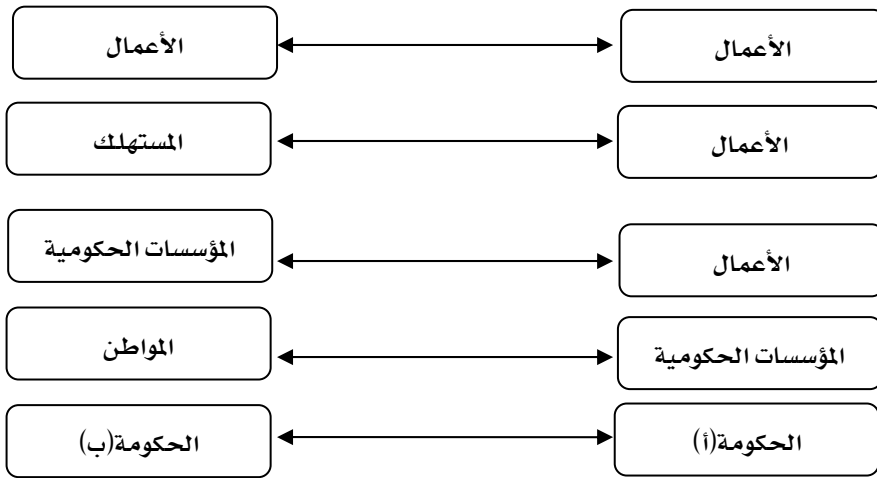 الأعمال
الأعمال
الأعمال
المستهلك
الأعمال
المؤسسات الحكومية
المؤسسات الحكومية
المواطن
الحكومة(أ)
الحكومة(ب)